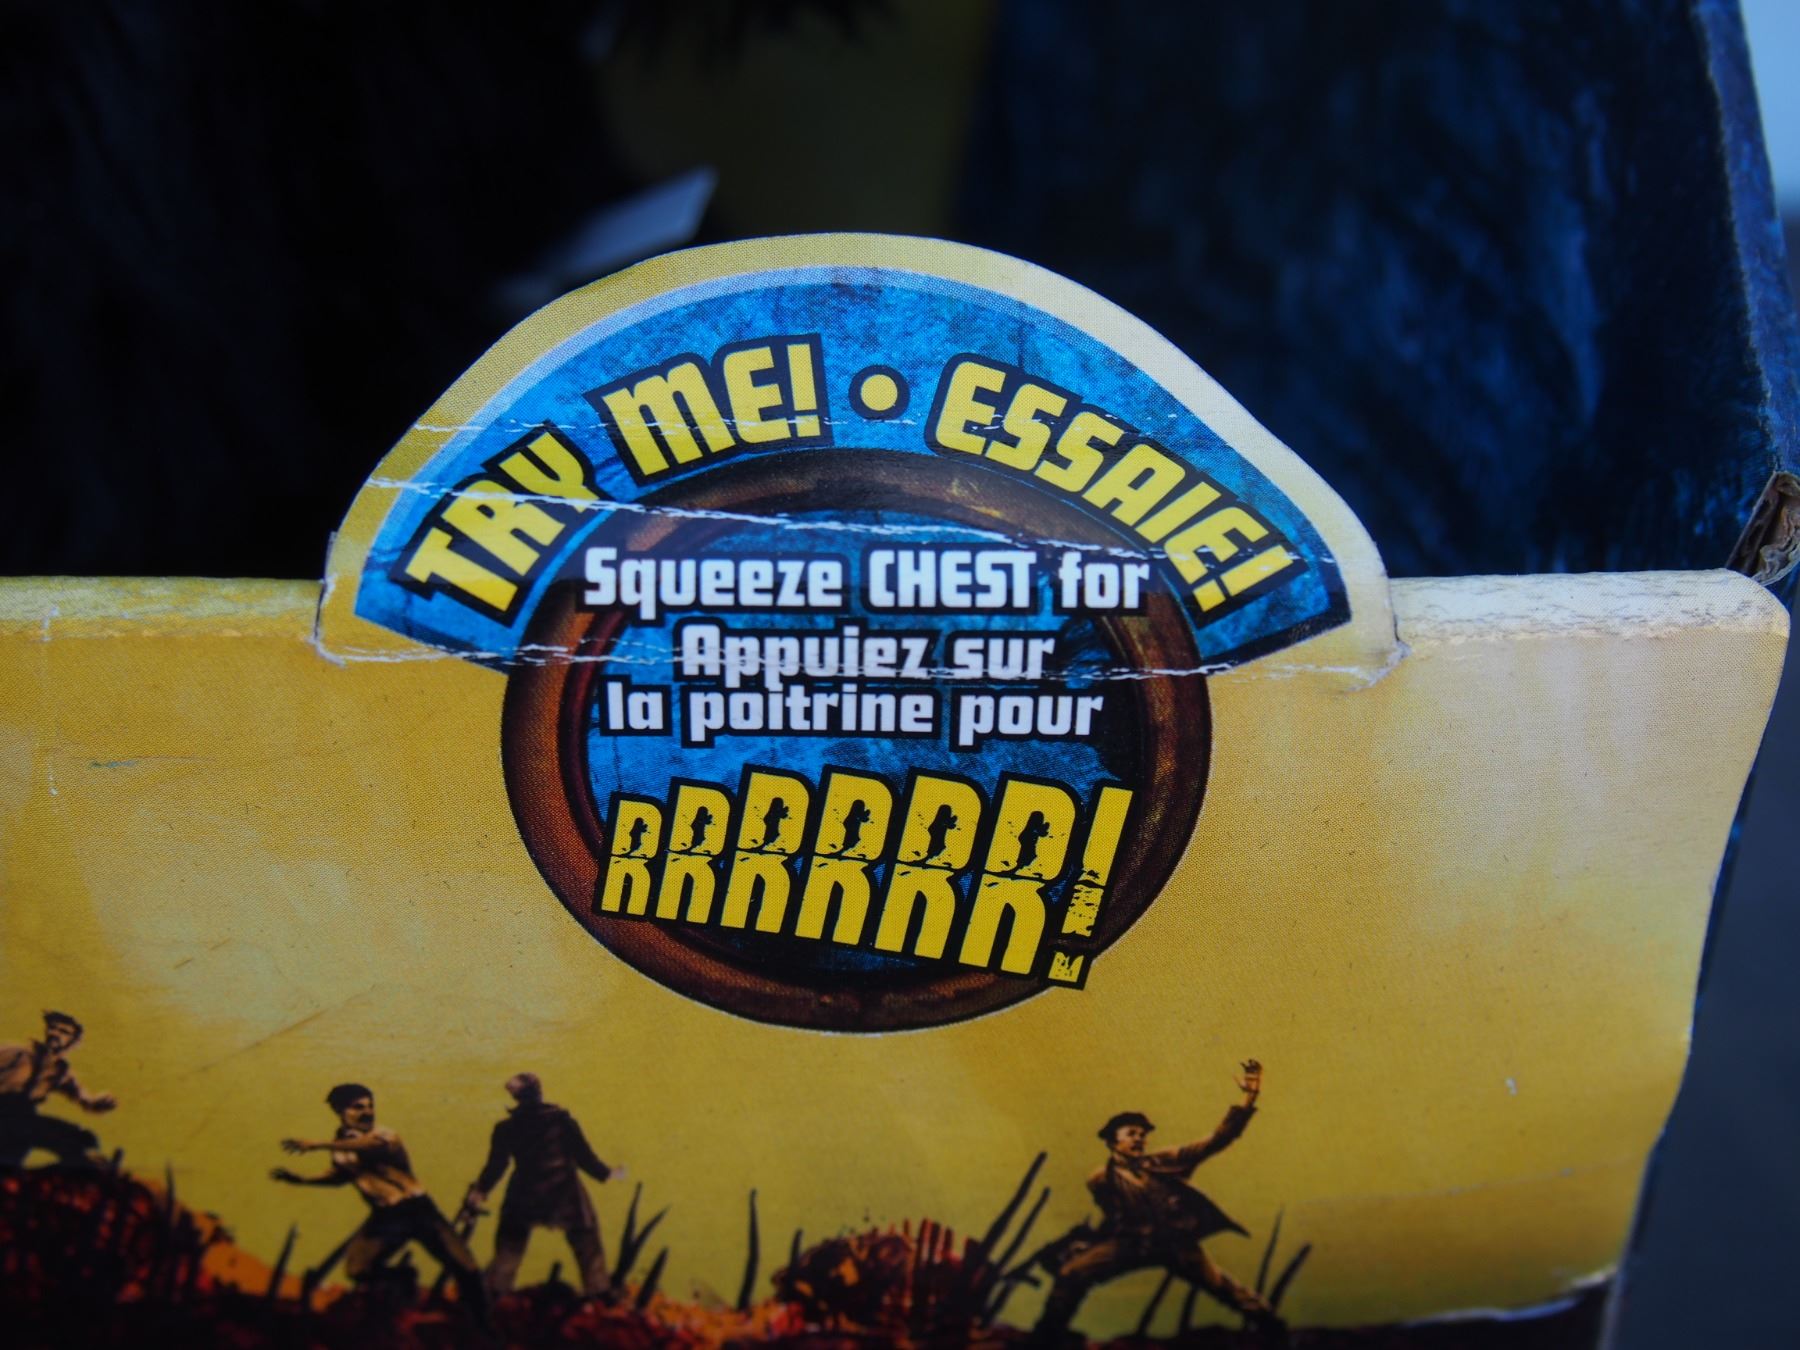 TRY ME! • ESSAIE!
Squeeze CHEST for
Appuiez sur
la poitrine pour
RRRRRR!